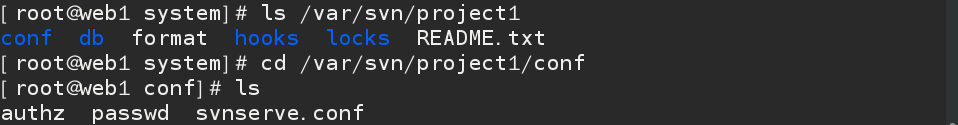 [ root@web1 system]# ls /var/svn/project1
conf  db  format  hooks  locks  README.txt
[ root@web1 system]# cd /var/svn/project1/conf
[ root@web1 conf]# ls
authz  passwd  svnserve.conf